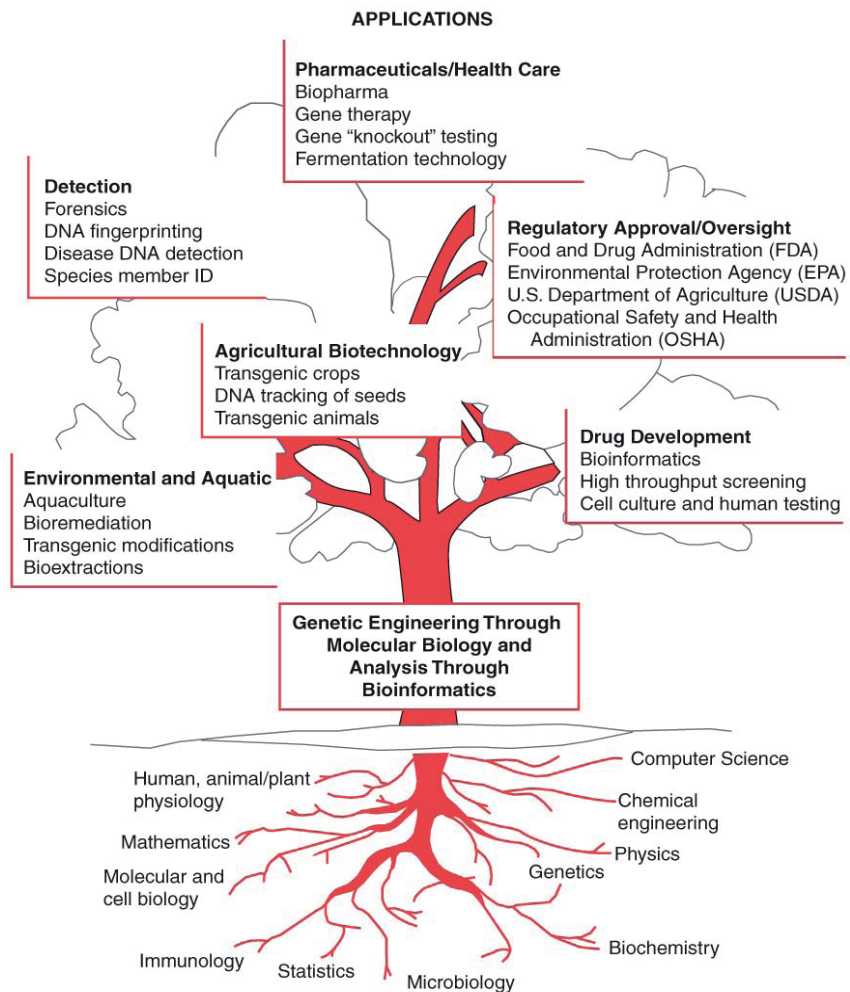 APPLICATIONS
Pharmaceuticals/Health Care
Biopharma
Gene therapy
Gene “knockout” testing
Fermentation technology
Detection
Forensics
DNA fingerprinting
Disease DNA detection
Species member ID
Regulatory Approval/Oversight
Food and Drug Administration (FDA)
Environmental Protection Agency (EPA)
U.S. Department of Agriculture (USDA)
Occupational Safety and Health
Administration (OSHA)
Agricultural Biotechnology
Transgenic crops
DNA tracking of seeds
Transgenic animals
Drug Development
Bioinformatics
High throughput screening
Cell culture and human testing
Environmental and Aquatic
Aquaculture
Bioremediation
Transgenic modifications
Bioextractions
Genetic Engineering Through
Molecular Biology and
Analysis Through
Bioinformatics
Computer Science
Human, animal/plant
physiology
Chemical
engineering
Mathematics
Physics
Genetics
Molecular and
cell biology
Biochemistry
Immunology
Statistics
Microbiology